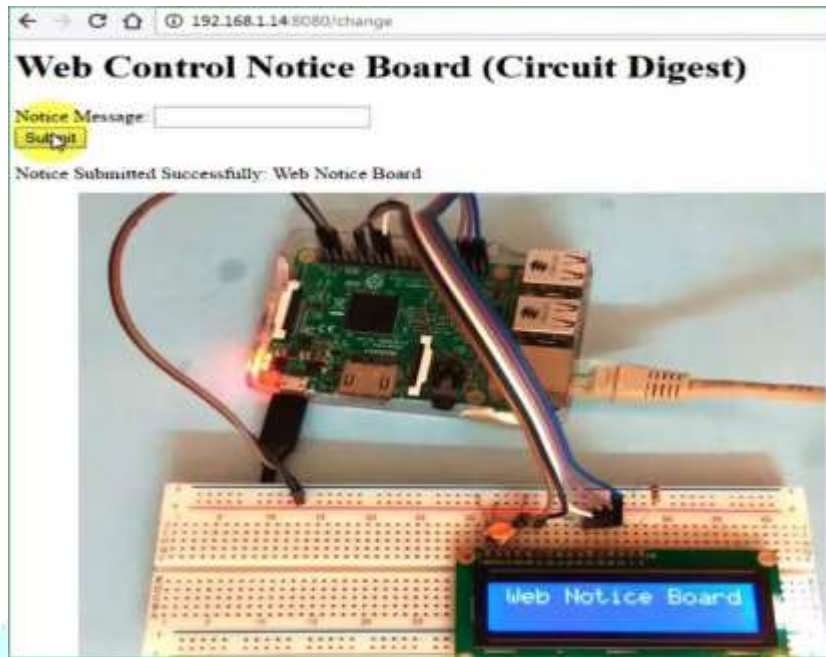 192.168.1.14:8080/change
Web Control Notice Board (Circuit Digest)
Notice Message:
Submit
Notice Submitted Successfully: Web Notice Board
Web Notice Board